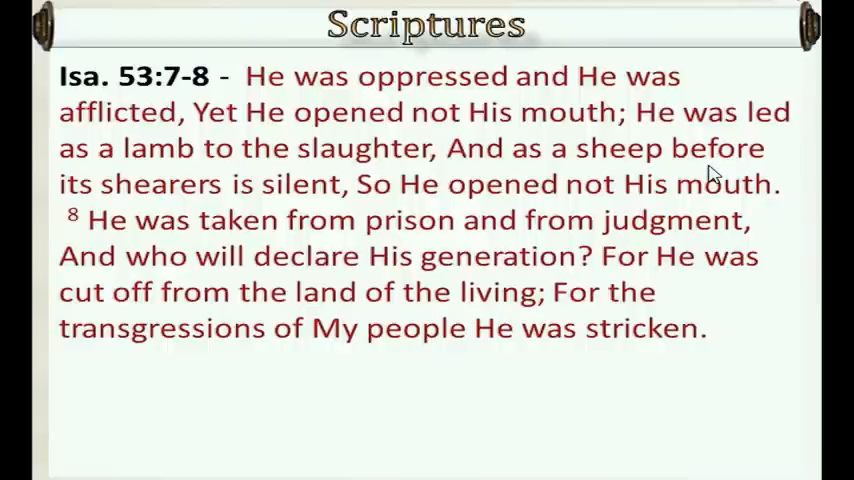 Scriptures
Isa. 53:7-8 - He was oppressed and He was
afflicted, Yet He opened not His mouth; He was led
as a lamb to the slaughter, And as a sheep before
its shearers is silent, So He opened not His mouth.
8 He was taken from prison and from judgment,
And who will declare His generation? For He was
cut off from the land of the living; For the
transgressions of My people He was stricken.